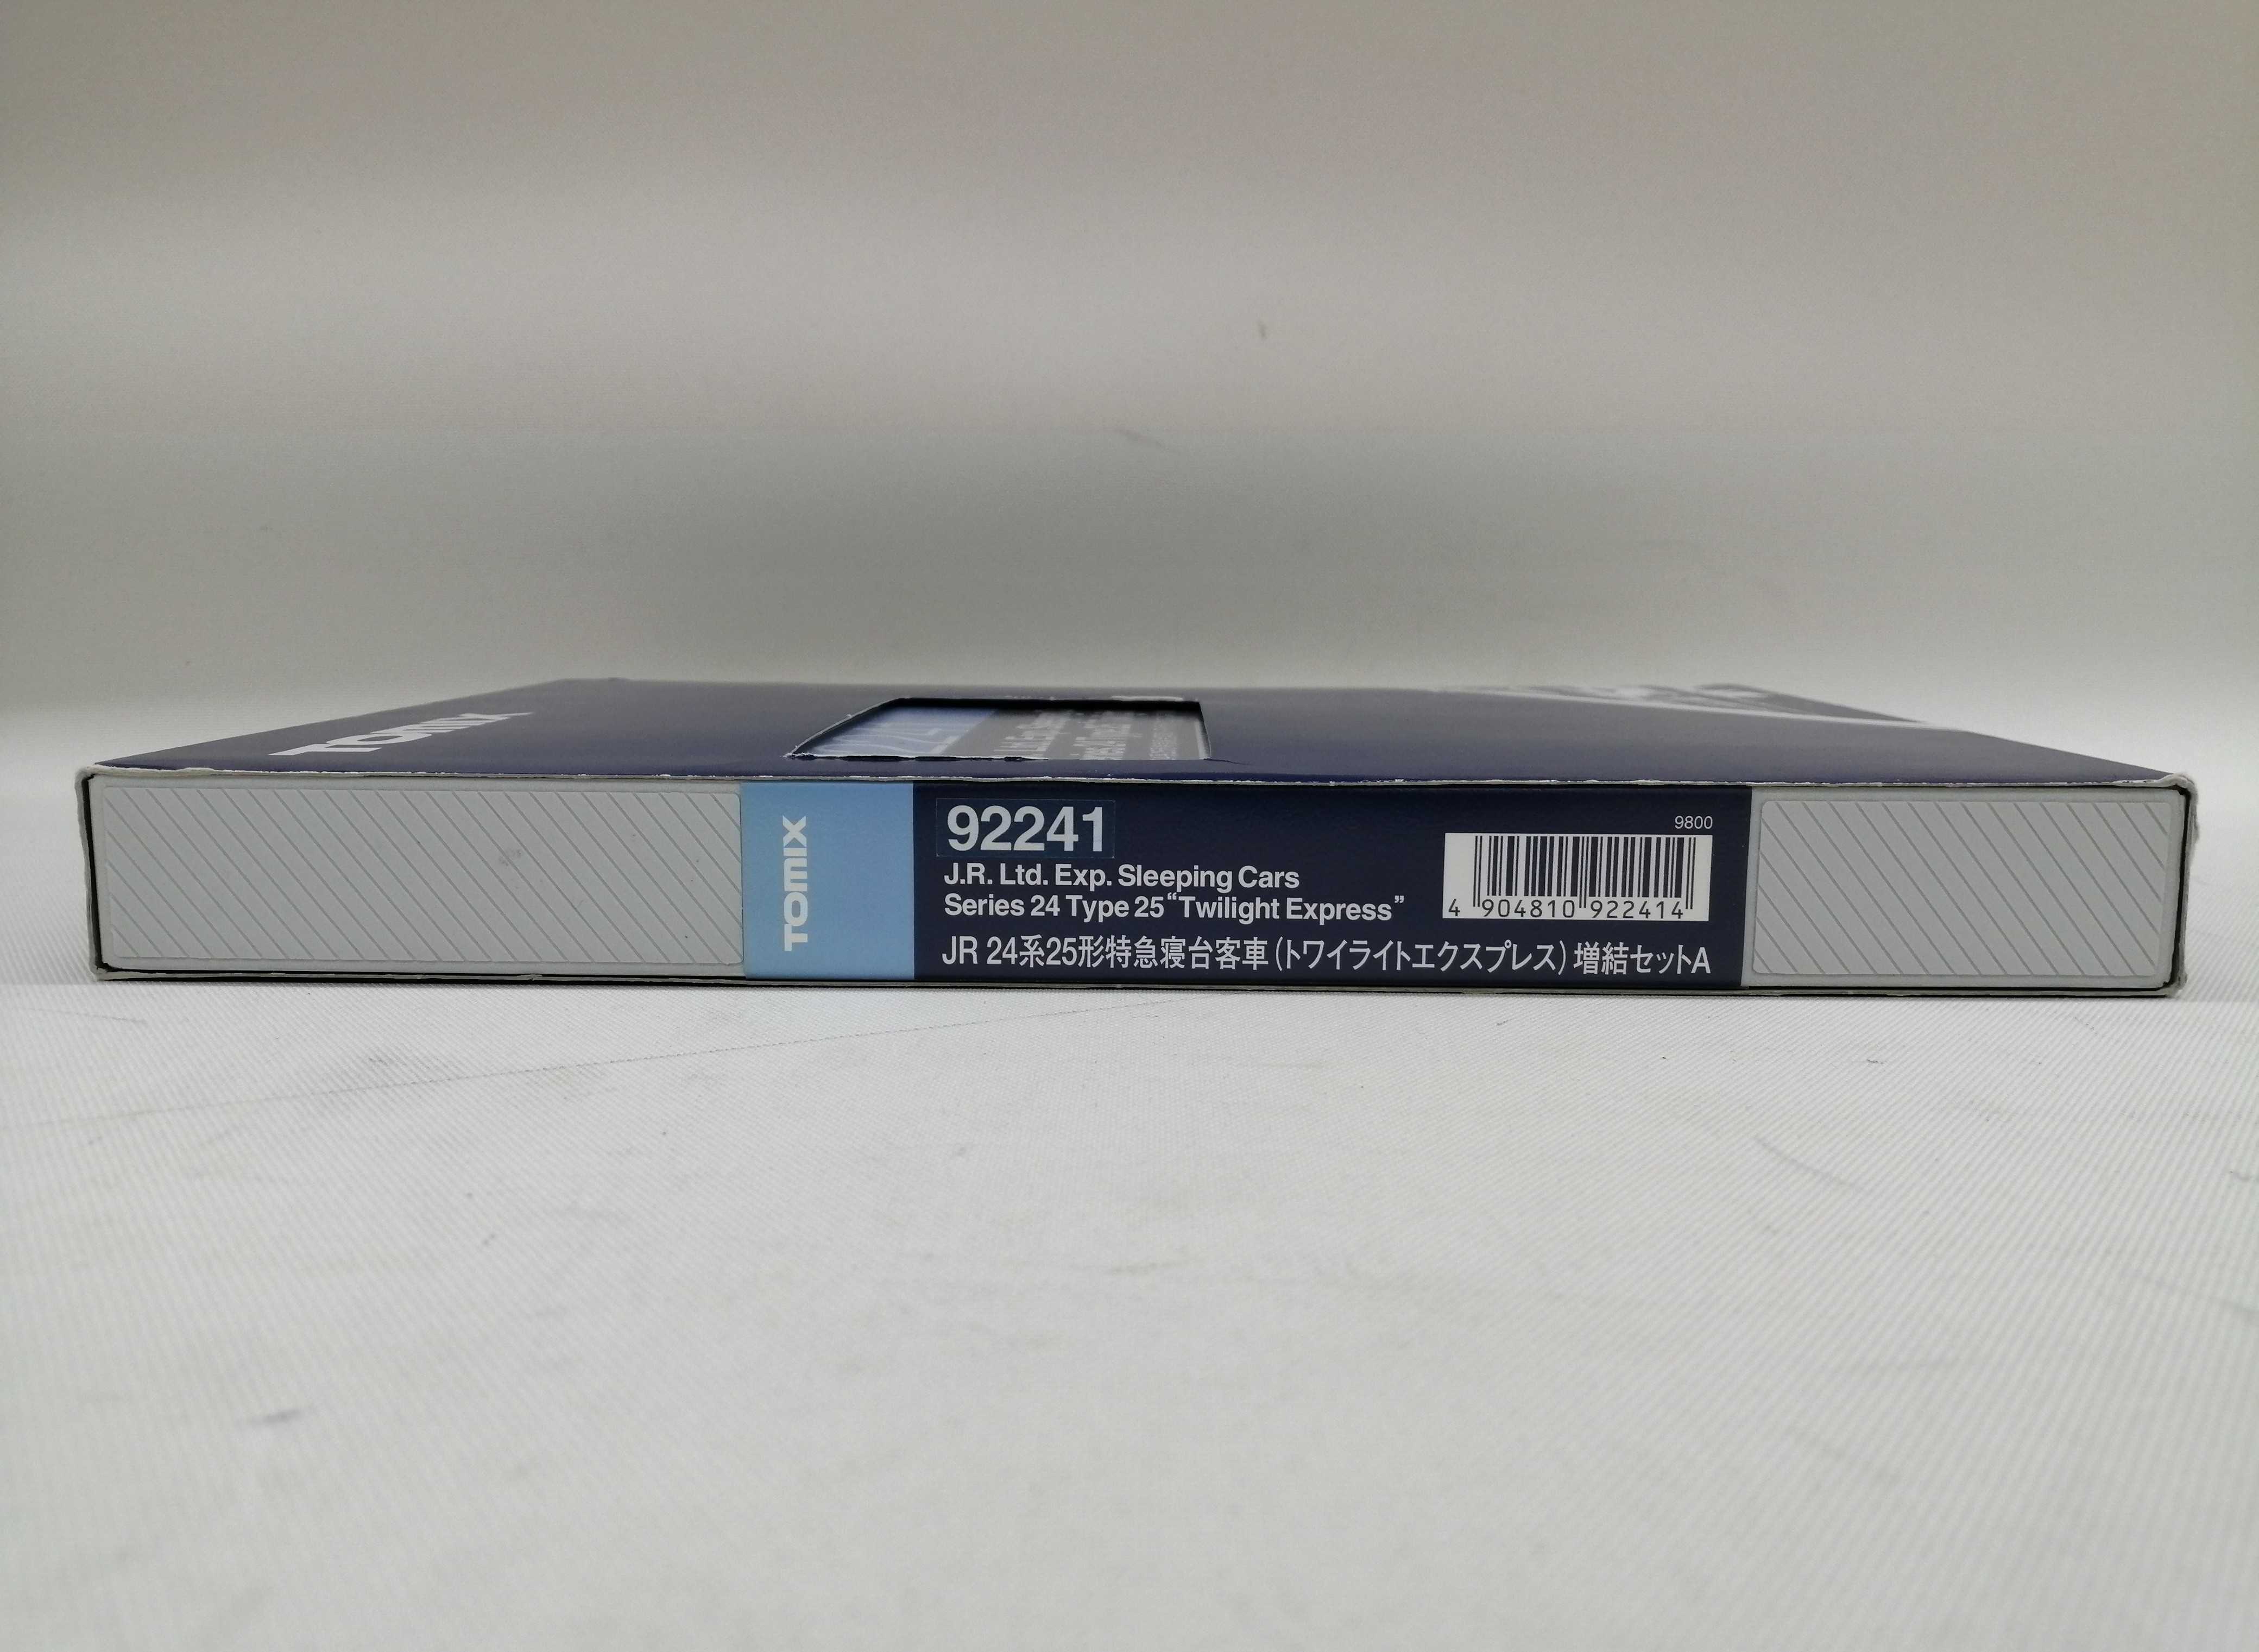 TOMIX
TOMIX
92241
J.R. Ltd. Exp. Sleeping Cars
Series 24 Type 25 “Twilight Express”
JR 24系25形特急寝台客車(トワイライトエクスプレス)増結セットA
9800
4 904810 922414